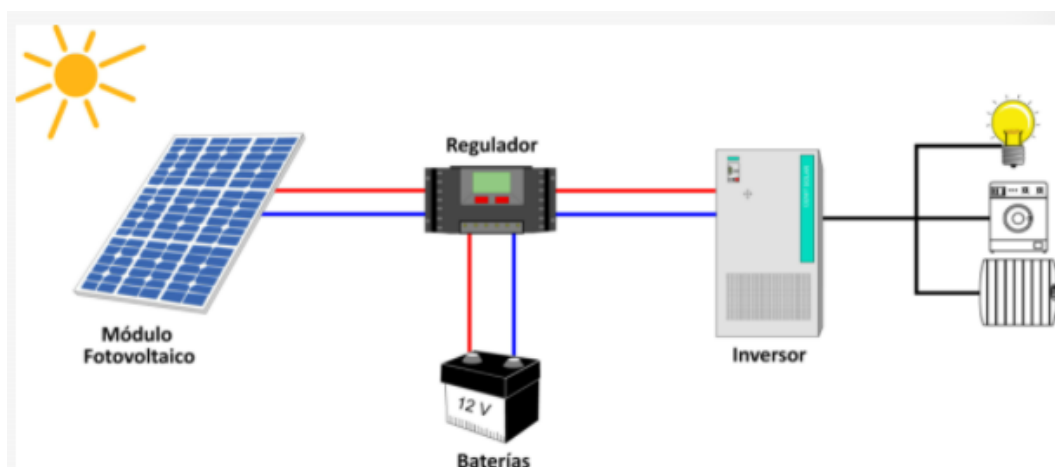 Regulador
Módulo
Fotovoltaico
Inversor
12 V
Baterías